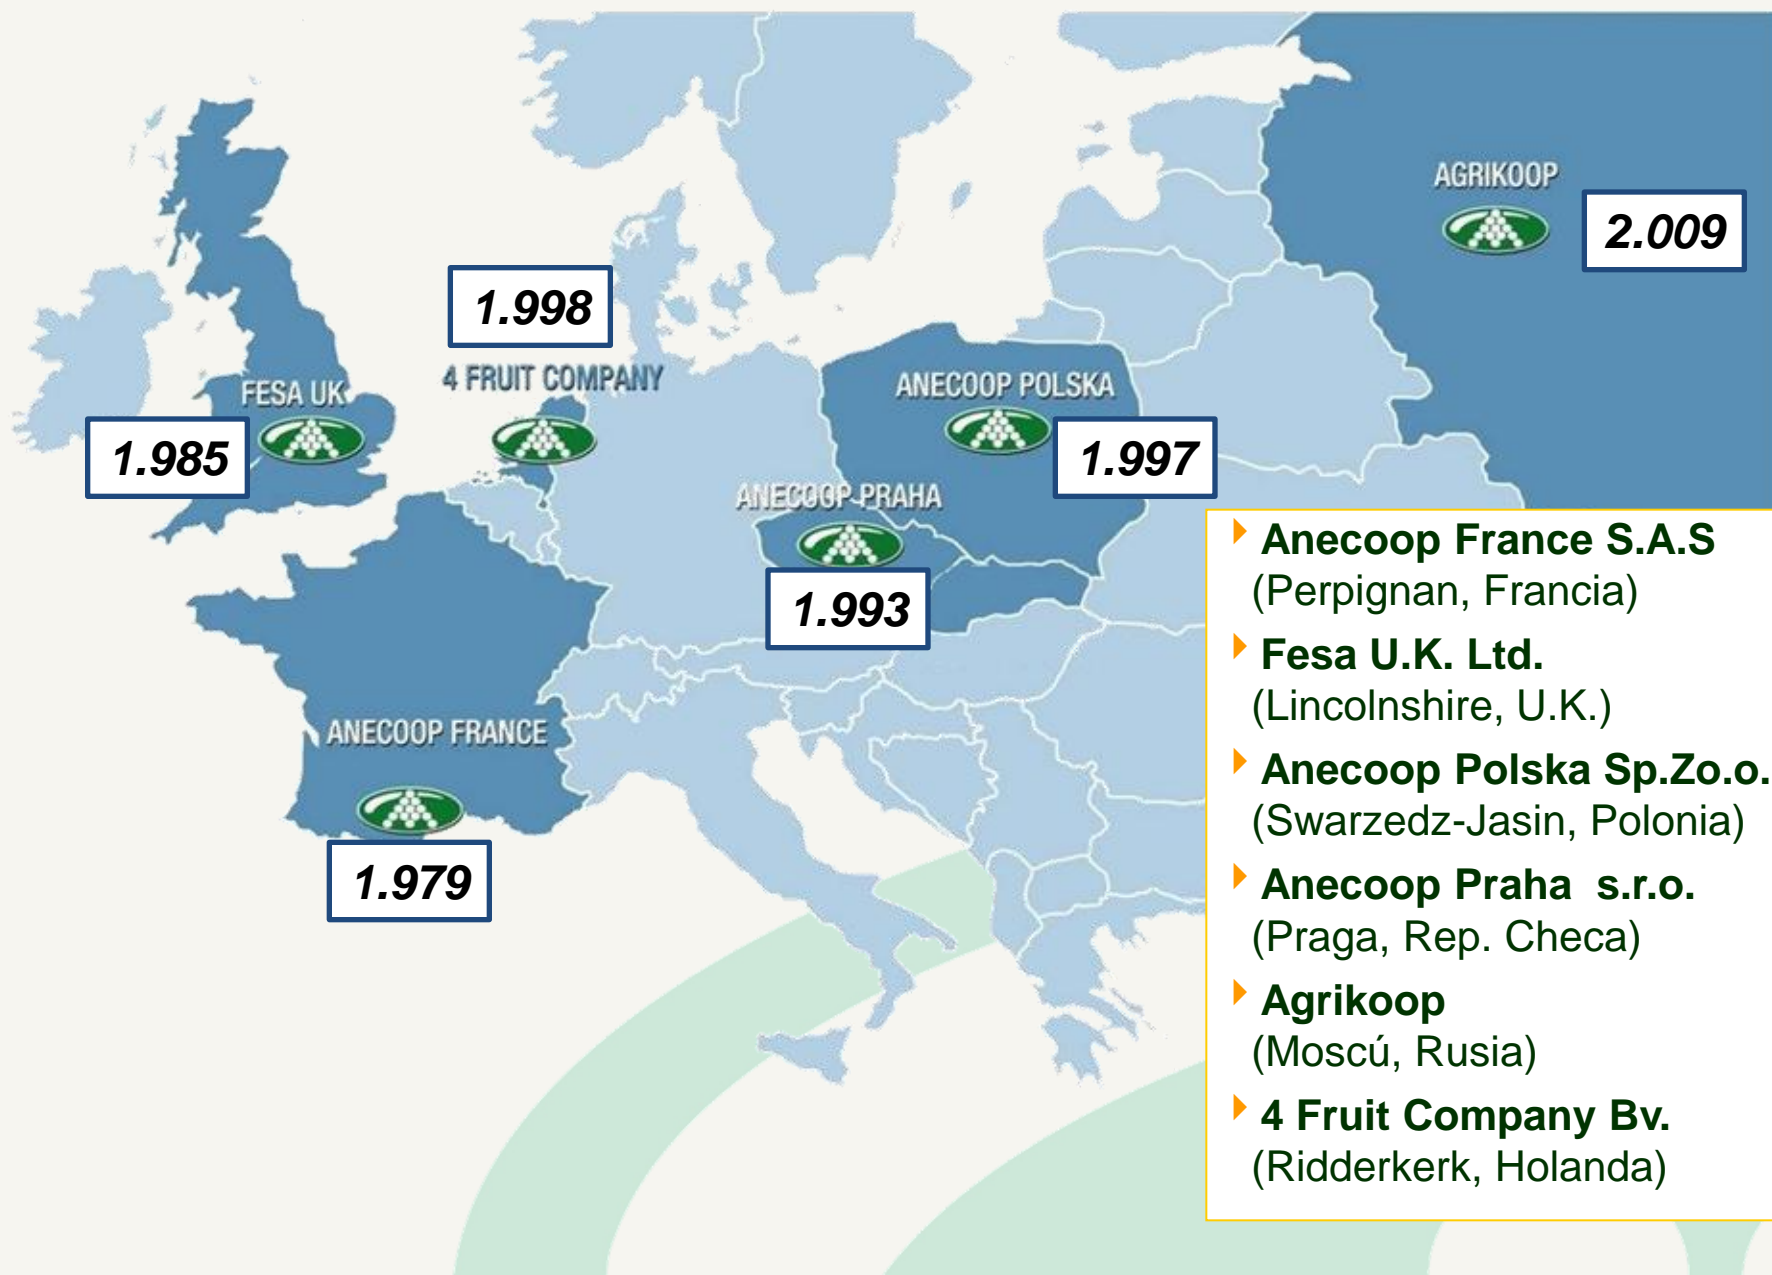 AGRIKOOP
2.009
1.998
4 FRUIT COMPANY
FESA UK
1.985
ANECOOP POLSKA
1.997
ANECOOP PRAHA
1.993
ANECOOP FRANCE
1.979
Anecoop France S.A.S
(Perpignan, Francia)
Fesa U.K. Ltd.
(Lincolnshire, U.K.)
Anecoop Polska Sp.Zo.o.
(Swarzedz-Jasin, Polonia)
Anecoop Praha s.r.o.
(Praga, Rep. Checa)
Agrikoop
(Moscú, Rusia)
4 Fruit Company Bv.
(Ridderkerk, Holanda)